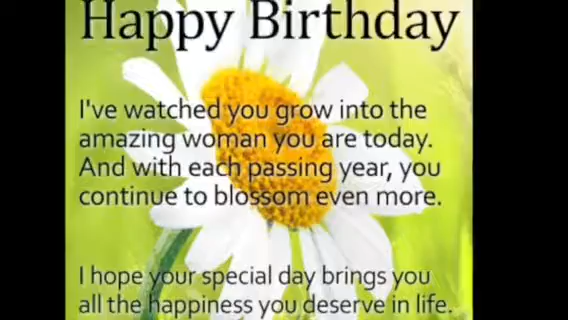 Happy Birthday
I've watched you grow into the
amazing woman you are today.
And with each passing year, you
continue to blossom even more.
I hope your special day brings you
all the happiness you deserve in life.